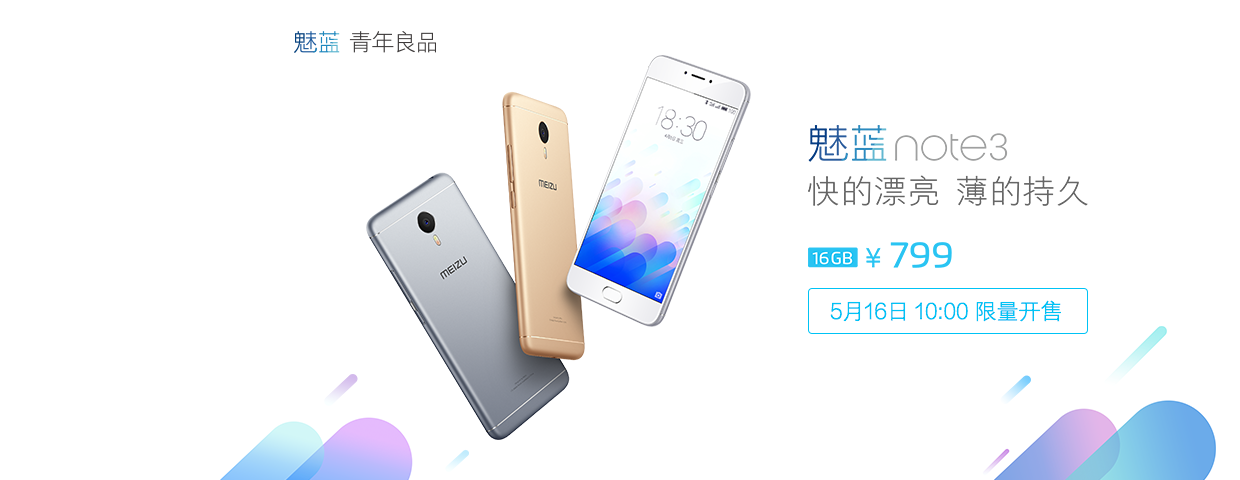 魅蓝 青年良品
18:30
MEIZU
MEIZU
魅蓝 note3
快的漂亮 薄的持久
16GB ¥ 799
5月16日 10:00 限量开售